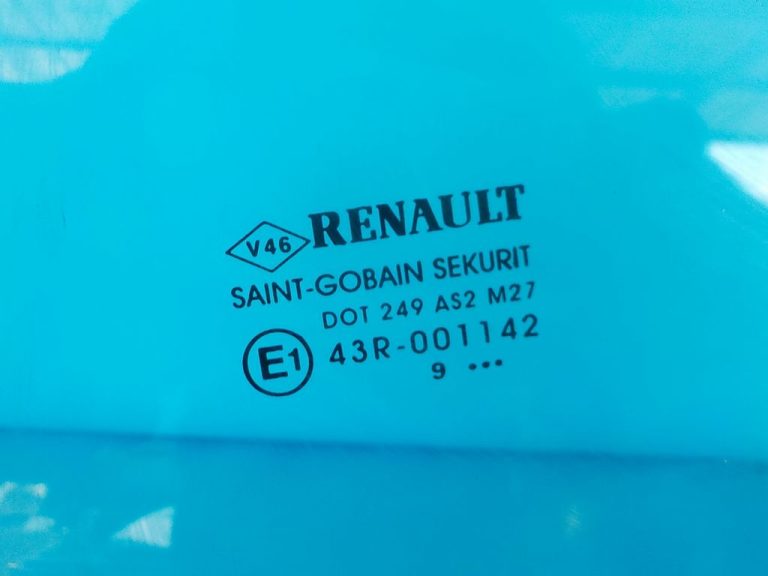 V46 RENAULT
SAINT-GOBAIN SEKURIT
DOT 249 AS2 M27
E1 43R-001142
9 •••